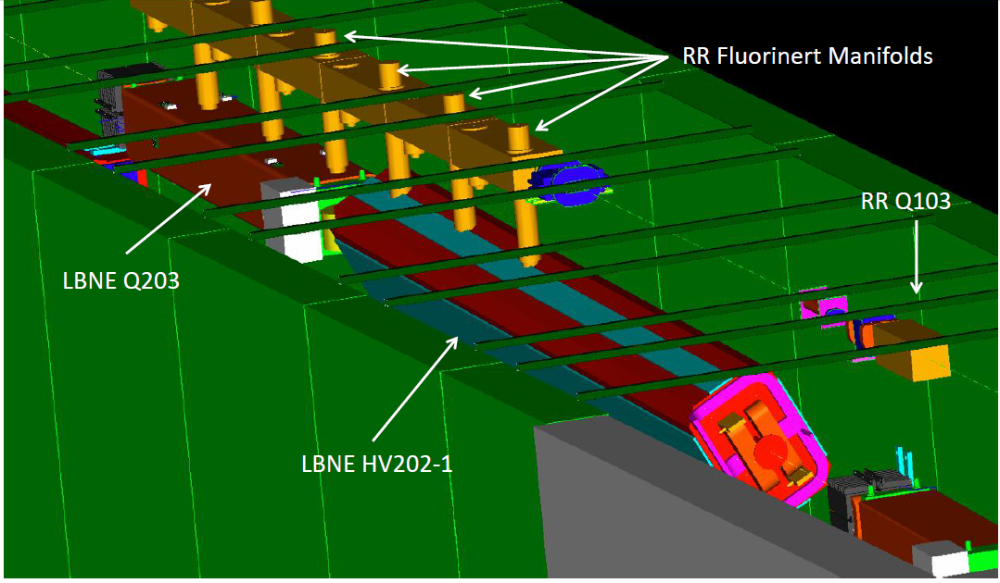 RR Fluorinert Manifolds
RR Q103
LBNE Q203
LBNE HV202-1